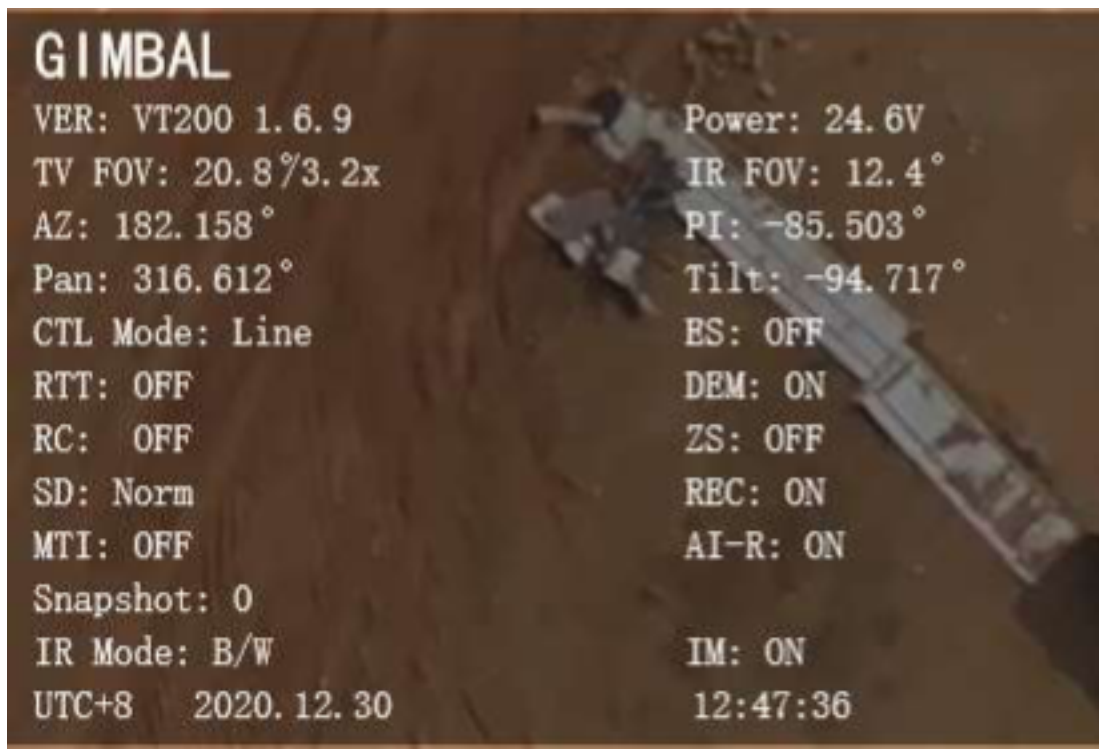 GIMBAL
VER: VT200 1.6.9 Power: 24.6V
TV FOV: 20.8°/3.2x IR FOV: 12.4°
AZ: 182.158° PI: -85.503°
Pan: 316.612° Tilt: -94.717°
CTL Mode: Line ES: OFF
RTT: OFF DEM: ON
RC: OFF ZS: OFF
SD: Norm REC: ON
MTI: OFF AI-R: ON
Snapshot: 0
IR Mode: B/W IM: ON
UTC+8 2020.12.30 12:47:36